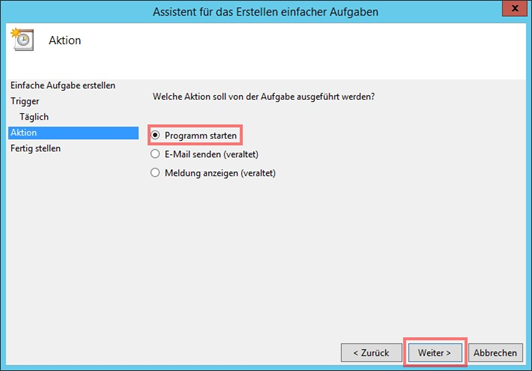 Assistent für das Erstellen einfacher Aufgaben
x
Aktion
Einfache Aufgabe erstellen
Trigger
Täglich
Aktion
Fertig stellen
Welche Aktion soll von der Aufgabe ausgeführt werden?
Programm starten
E-Mail senden (veraltet)
Meldung anzeigen (veraltet)
< Zurück
Weiter >
Abbrechen